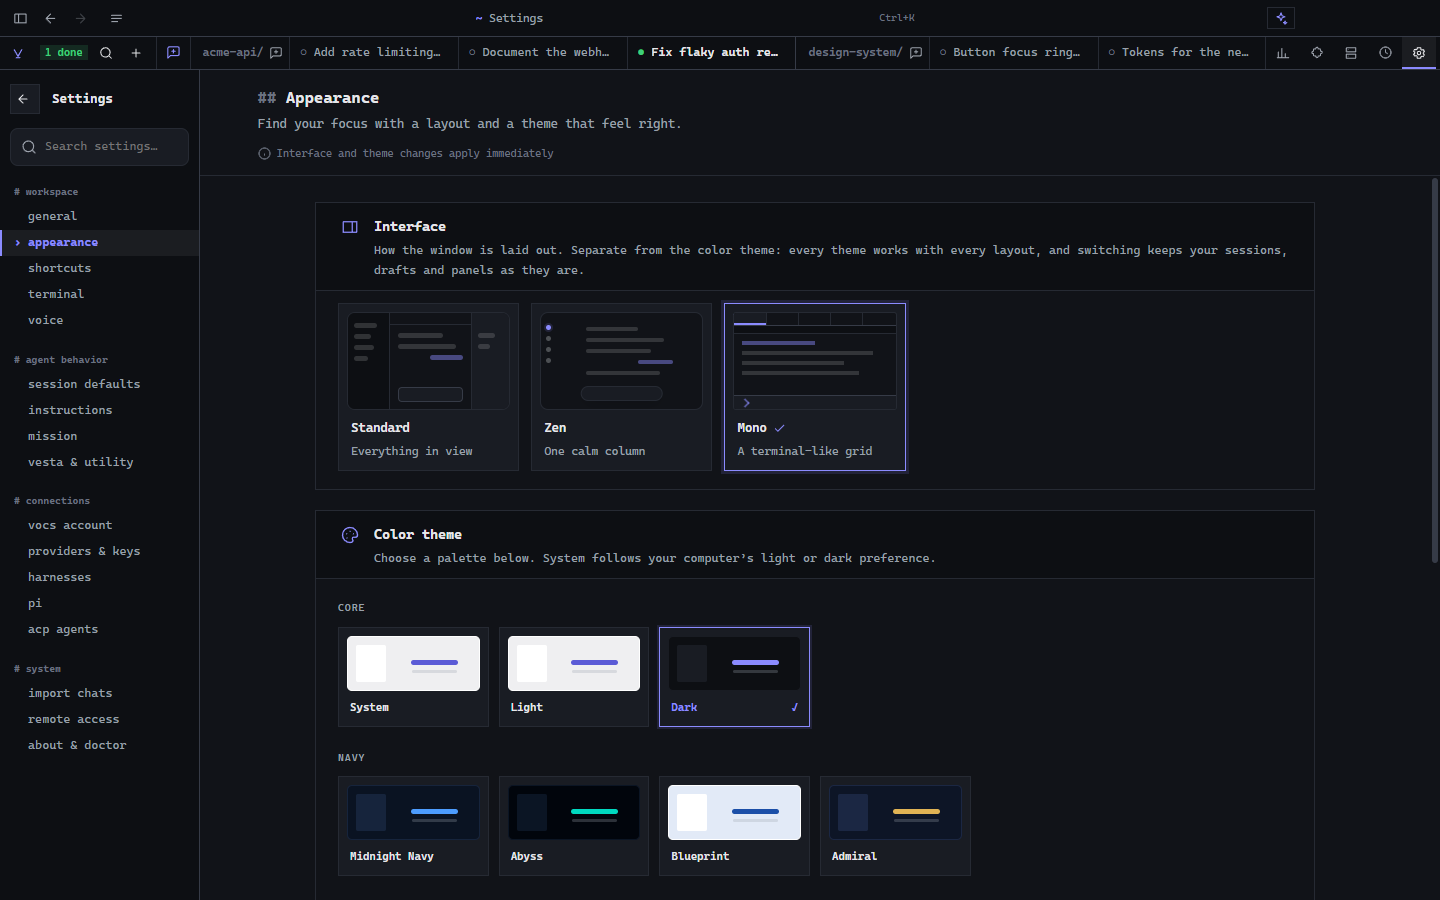 ~ Settings
Ctrl+K
1 done
acme-api/
Add rate limiting…
Document the webh…
Fix flaky auth re…
design-system/
Button focus ring…
Tokens for the ne…
Settings
Search settings…
# workspace
general
› appearance
shortcuts
terminal
voice
# agent behavior
session defaults
instructions
mission
vesta & utility
# connections
vocs account
providers & keys
harnesses
pi
acp agents
# system
import chats
remote access
about & doctor
## Appearance
Find your focus with a layout and a theme that feel right.
Interface and theme changes apply immediately
Interface
How the window is laid out. Separate from the color theme: every theme works with every layout, and switching keeps your sessions,
drafts and panels as they are.
Standard
Everything in view
Zen
One calm column
Mono ✓
A terminal-like grid
Color theme
Choose a palette below. System follows your computer's light or dark preference.
CORE
System
Light
Dark ✓
NAVY
Midnight Navy
Abyss
Blueprint
Admiral